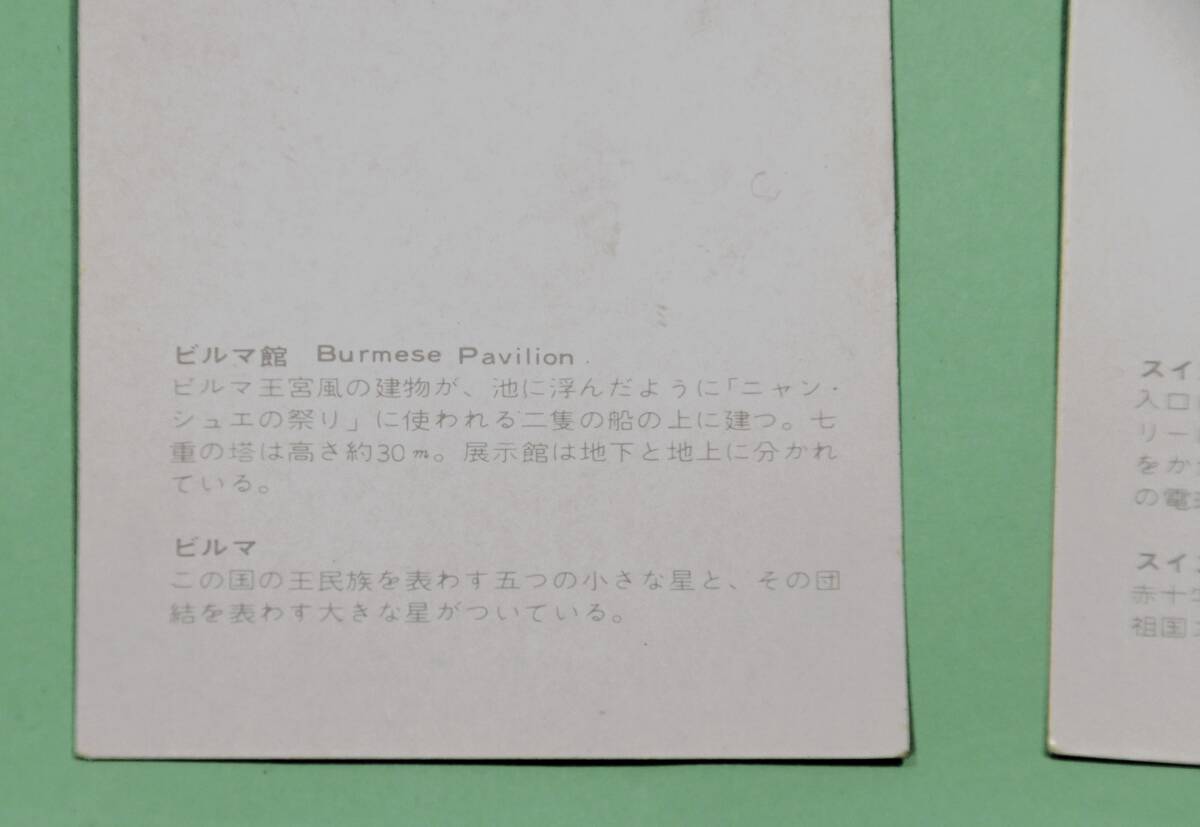 ビルマ館 Burmese Pavilion
ビルマ王宮風の建物が、池に浮んだように「ニャン・
シュエの祭り」に使われる二隻の船の上に建つ。七
重の塔は高さ約30m。展示館は地下と地上に分かれ
ている。
ビルマ
この国の王民族を表わす五つの小さな星と、その団
結を表わす大きな星がついている。
スイ
入口
リー
をか
の電
スイ
赤十
祖国